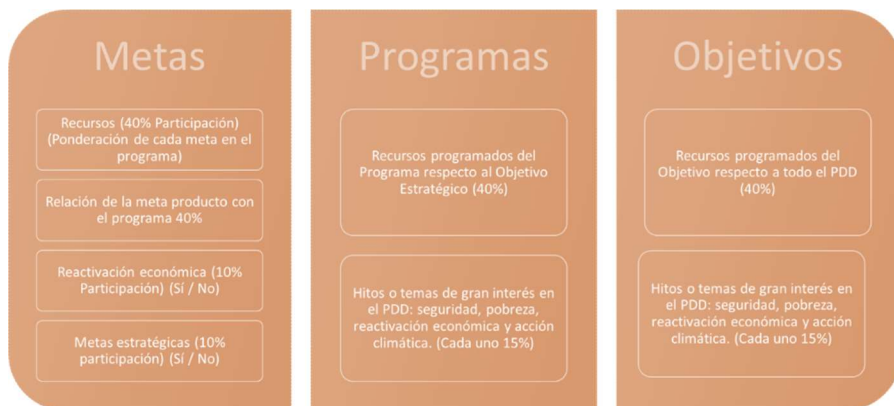 Metas
Recursos (40% Participación)
(Ponderación de cada meta en el
programa)
Relación de la meta producto con
el programa 40%
Reactivación económica (10%
Participación) (Sí / No)
Metas estratégicas (10%
participación) (Sí / No)
Programas
Recursos programados del
Programa respecto al Objetivo
Estratégico (40%)
Hitos o temas de gran interés en
el PDD: seguridad, pobreza,
reactivación económica y acción
climática. (Cada uno 15%)
Objetivos
Recursos programados del
Objetivo respecto a todo el PDD
(40%)
Hitos o temas de gran interés en
el PDD: seguridad, pobreza,
reactivación económica y acción
climática. (Cada uno 15%)